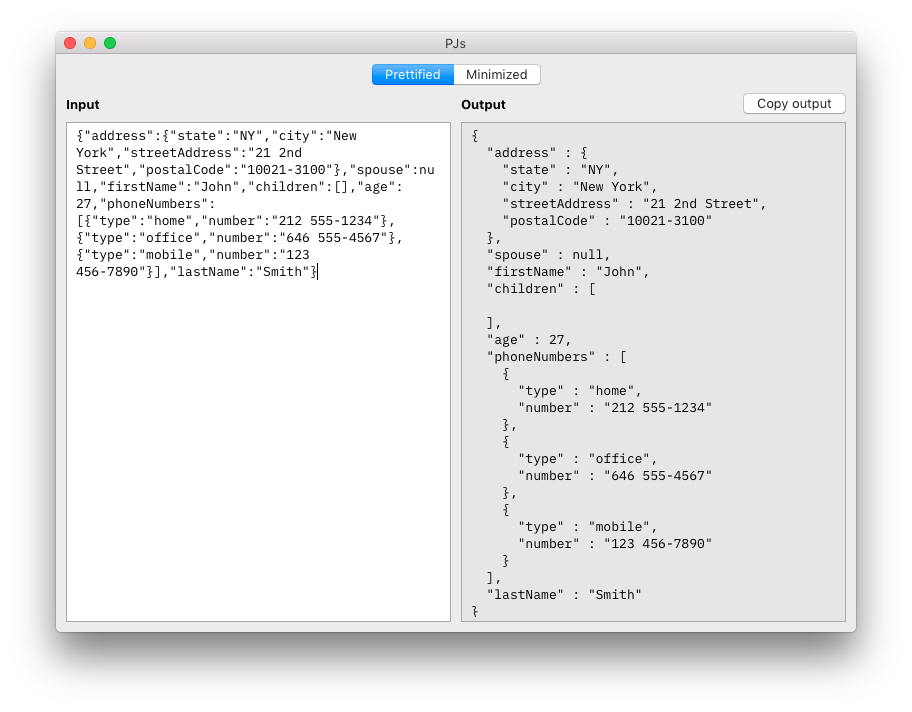 PJs
Prettified Minimized
Input
{"address":{"state":"NY","city":"New
York","streetAddress":"21 2nd
Street","postalCode":"10021-3100"},"spouse":nu
ll,"firstName":"John","children":[],"age":
27,"phoneNumbers":
[{"type":"home","number":"212 555-1234"},
{"type":"office","number":"646 555-4567"},
{"type":"mobile","number":"123
456-7890"}],"lastName":"Smith"}
Output
Copy output
{
  "address" : {
    "state" : "NY",
    "city" : "New York",
    "streetAddress" : "21 2nd Street",
    "postalCode" : "10021-3100"
  },
  "spouse" : null,
  "firstName" : "John",
  "children" : [

  ],
  "age" : 27,
  "phoneNumbers" : [
    {
      "type" : "home",
      "number" : "212 555-1234"
    },
    {
      "type" : "office",
      "number" : "646 555-4567"
    },
    {
      "type" : "mobile",
      "number" : "123 456-7890"
    }
  ],
  "lastName" : "Smith"
}